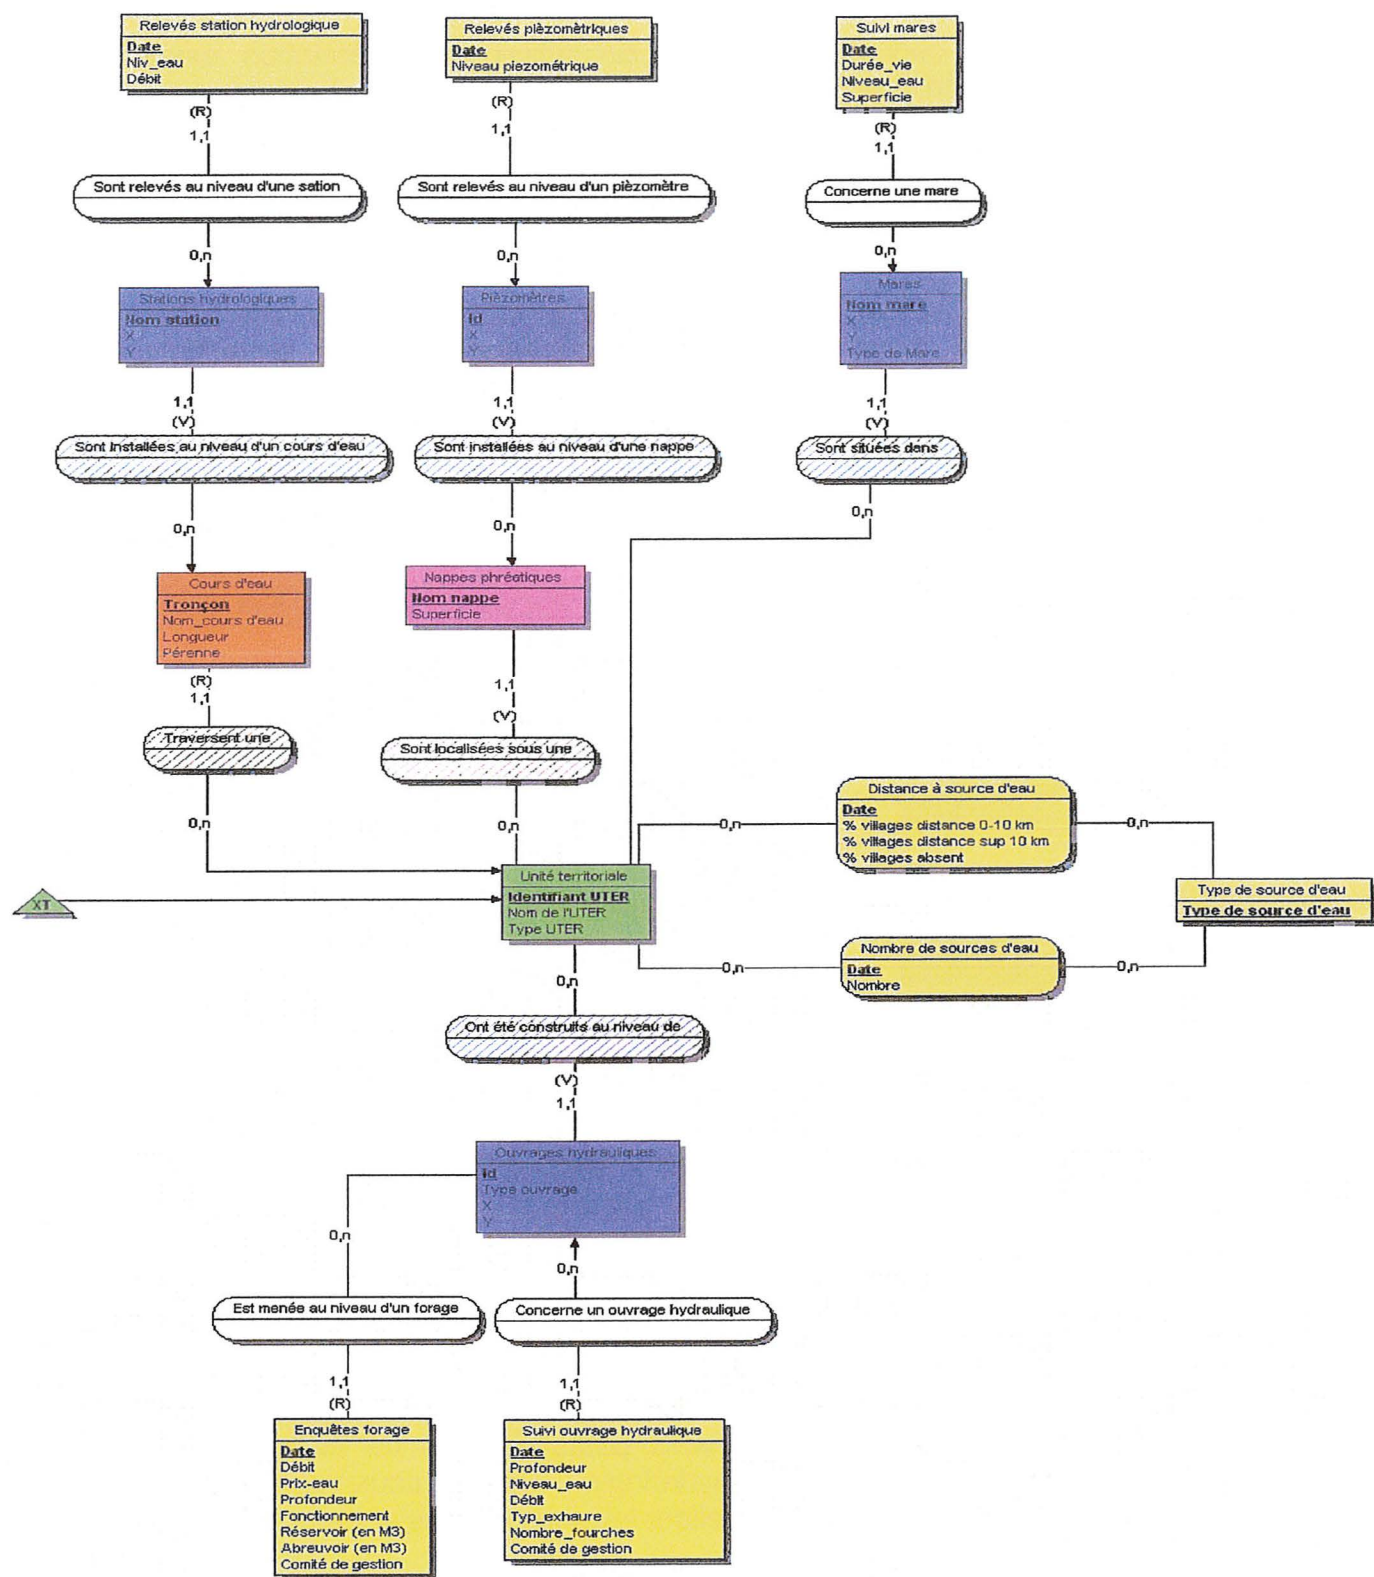 Relevés station hydrologique
Date
Niv_eau
Débit
Relevés pièzomètriques
Date
Niveau piezométrique
Suivi mares
Date
Durée_vie
Niveau_eau
Superficie
(R)
1,1
(R)
1,1
(R)
1,1
Sont relevés au niveau d'une sation
Sont relevés au niveau d'un pièzomètre
Concerne une mare
0,n
0,n
0,n
Stations hydrologiques
Nom station
X
Y
Pièzomètres
Id
X
Y
Mares
Nom mare
X
Y
Type de Mare
1,1
(V)
1,1
(V)
1,1
(V)
Sont installées au niveau d'un cours d'eau
Sont installées au niveau d'une nappe
Sont situées dans
0,n
0,n
0,n
Cours d'eau
Tronçon
Nom_cours d'eau
Longueur
Pérenne
Nappes phréatiques
Nom nappe
Superficie
(R)
1,1
1,1
(V)
Traversent une
Sont localisées sous une
0,n
0,n
0,n
Distance à source d'eau
Date
% villages distance 0-10 km
% villages distance sup 10 km
% villages absent
0,n
XT
Unité territoriale
Identifiant UTER
Nom de l'UTER
Type UTER
Type de source d'eau
Type de source d'eau
0,n
Nombre de sources d'eau
Date
Nombre
0,n
0,n
Ont été construits au niveau de
(V)
1,1
Ouvrages hydrauliques
Id
Type ouvrage
X
Y
0,n
0,n
Est menée au niveau d'un forage
Concerne un ouvrage hydraulique
1,1
(R)
1,1
(R)
Enquêtes forage
Date
Débit
Prix-eau
Profondeur
Fonctionnement
Réservoir (en M3)
Abreuvoir (en M3)
Comité de gestion
Suivi ouvrage hydraulique
Date
Profondeur
Niveau_eau
Débit
Typ_exhaure
Nombre_fourches
Comité de gestion